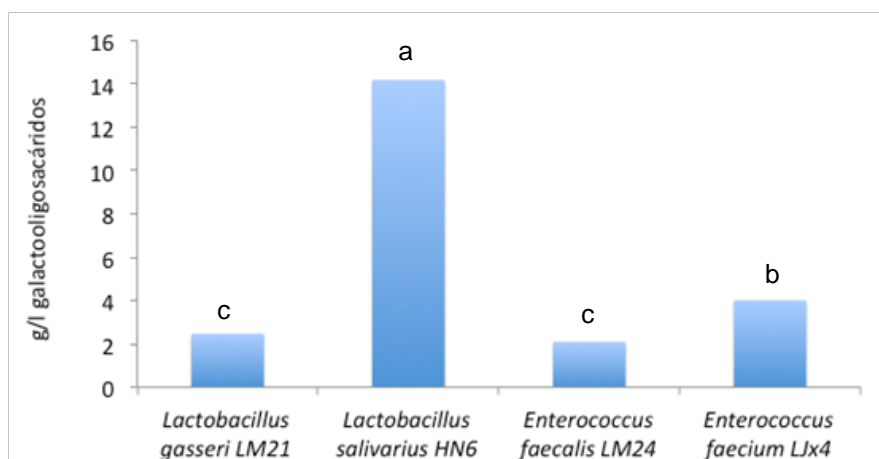 g/l galactooligosacáridos
16
14
12
10
8
6
4
2
0
c
a
c
b
Lactobacillus
gasseri LM21
Lactobacillus
salivarius HN6
Enterococcus
faecalis LM24
Enterococcus
faecium LJx4